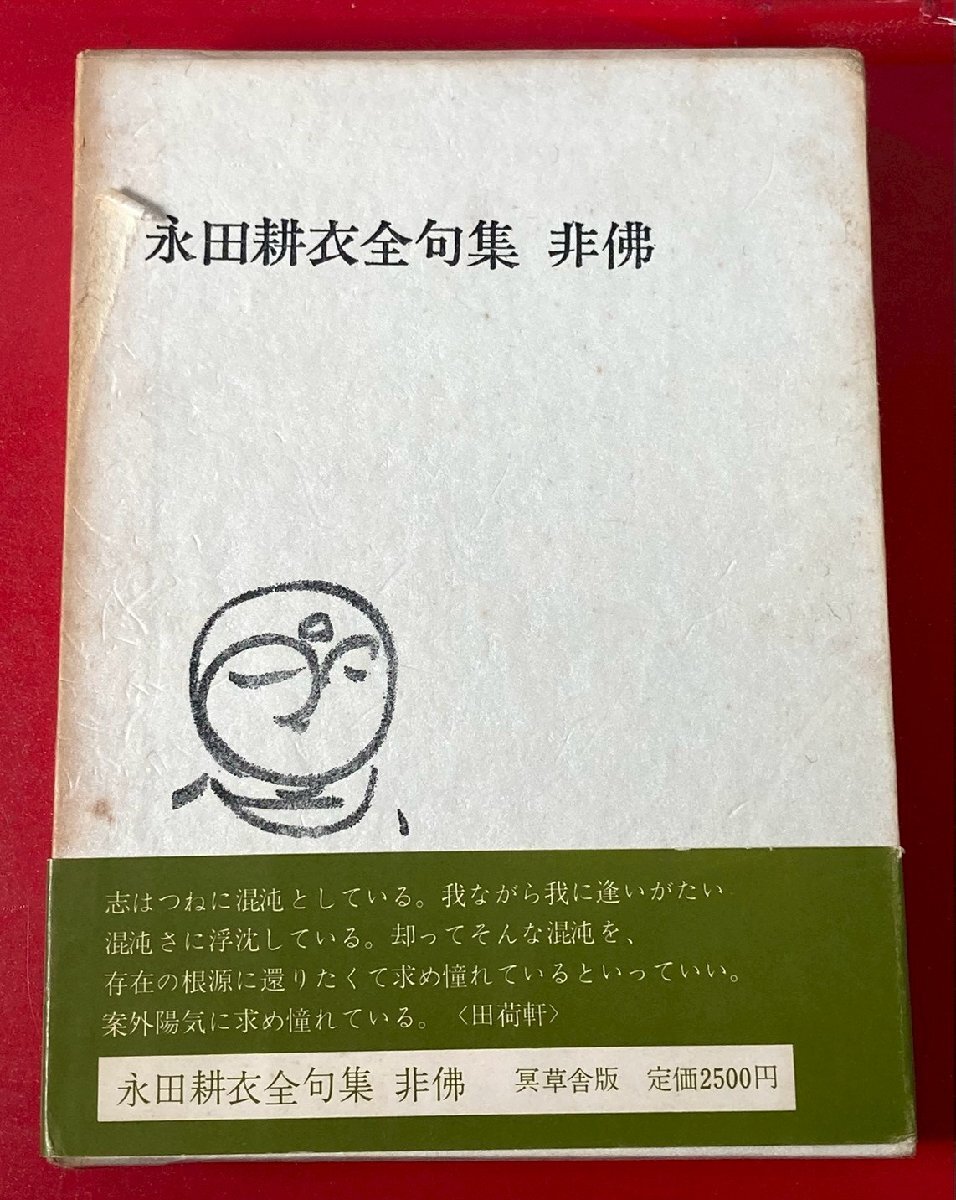 永田耕衣全句集 非佛
志はつねに混沌としている。我ながら我に逢いがたい
混沌さに浮沈している。却ってそんな混沌を、
存在の根源に還りたくて求め憧れているといっていい。
案外陽気に求め憧れている。〈田荷軒〉
永田耕衣全句集 非佛 冥草舎版 定価2500円